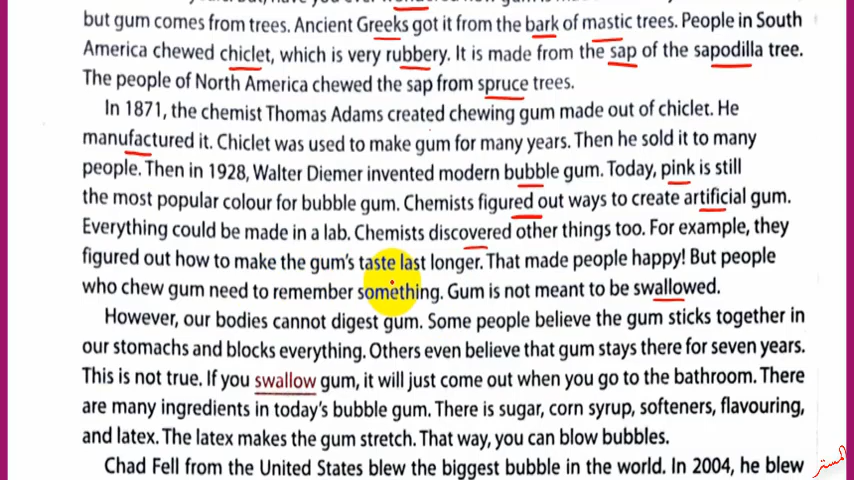 but gum comes from trees. Ancient Greeks got it from the bark of mastic trees. People in South
America chewed chiclet, which is very rubbery. It is made from the sap of the sapodilla tree.
The people of North America chewed the sap from spruce trees.
In 1871, the chemist Thomas Adams created chewing gum made out of chiclet. He
manufactured it. Chiclet was used to make gum for many years. Then he sold it to many
people. Then in 1928, Walter Diemer invented modern bubble gum. Today, pink is still
the most popular colour for bubble gum. Chemists figured out ways to create artificial gum.
Everything could be made in a lab. Chemists discovered other things too. For example, they
figured out how to make the gum's taste last longer. That made people happy! But people
who chew gum need to remember something. Gum is not meant to be swallowed.
However, our bodies cannot digest gum. Some people believe the gum sticks together in
our stomachs and blocks everything. Others even believe that gum stays there for seven years.
This is not true. If you swallow gum, it will just come out when you go to the bathroom. There
are many ingredients in today's bubble gum. There is sugar, corn syrup, softeners, flavouring,
and latex. The latex makes the gum stretch. That way, you can blow bubbles.
Chad Fell from the United States blew the biggest bubble in the world. In 2004, he blew